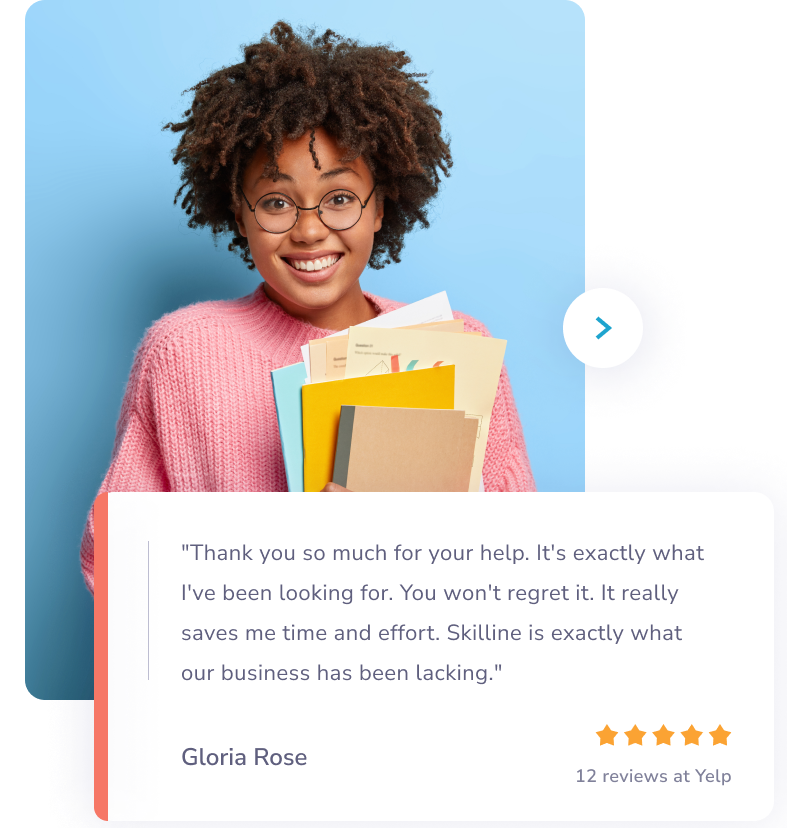 "Thank you so much for your help. It's exactly what
I've been looking for. You won't regret it. It really
saves me time and effort. Skilline is exactly what
our business has been lacking."
Gloria Rose
12 reviews at Yelp